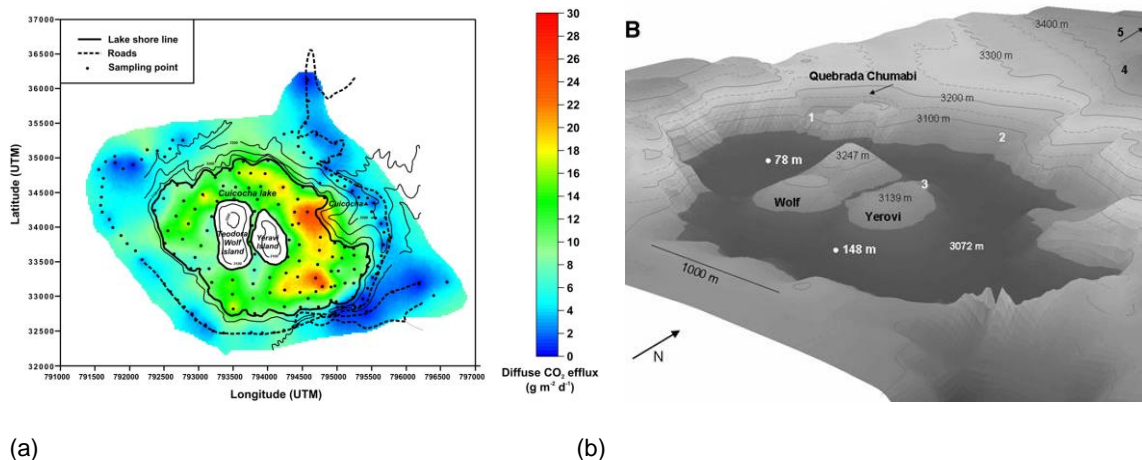 37000
36500
36000
35500
35000
34500
34000
33500
33000
32500
32000
Latitude (UTM)
Lake shore line
Roads
Sampling point
Cuicocha lake
Cuicocha
Teodoro
Wolf
island
Yeravi
Island
791000 791500 792000 792500 793000 793500 794000 794500 795000 795500 796000 796500 797000
Longitude (UTM)
30
28
26
24
22
20
18
16
14
12
10
8
6
4
2
0
Diffuse CO₂ efflux
(g m⁻² d⁻¹)
B
3400 m
5
3300 m
4
Quebrada Chumabi
3200 m
1
3100 m
2
78 m
3247 m
3
Wolf
3139 m
Yerovi
148 m
3072 m
1000 m
N
(a) (b)